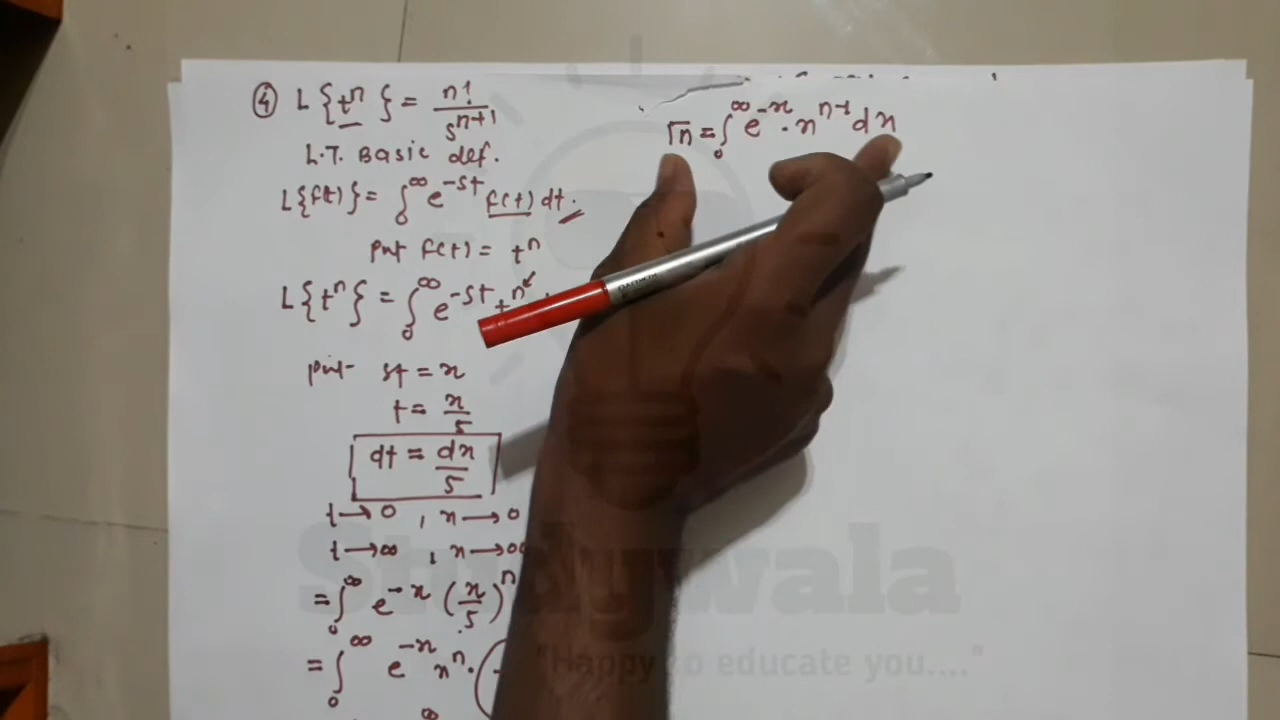 ④ L{tⁿ} = n!/sⁿ⁺¹
L.T. Basic def.
L{f(t)} = ∫₀^∞ e^-st f(t) dt.
put f(t) = tⁿ
L{tⁿ} = ∫₀^∞ e^-st tⁿ
put st = x
t = x/s
dt = dx/s
t→0 , x→0
t→∞ , x→∞
= ∫₀^∞ e^-x (x/s)ⁿ
= ∫₀^∞ e^-x xⁿ · (
∞
Γn = ∫₀^∞ e^-x · x^n-1 dx
Studywala
"Happy to educate you...."